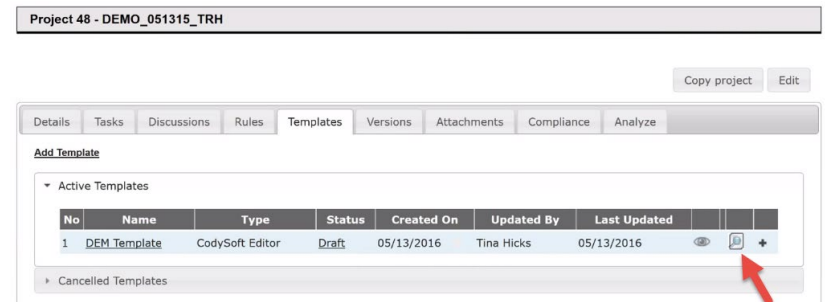 Project 48 - DEMO_051315_TRH
Copy project Edit
Details Tasks Discussions Rules Templates Versions Attachments Compliance Analyze
Add Template
Active Templates
No Name Type Status Created On Updated By Last Updated
1 DEM Template CodySoft Editor Draft 05/13/2016 Tina Hicks 05/13/2016
Cancelled Templates